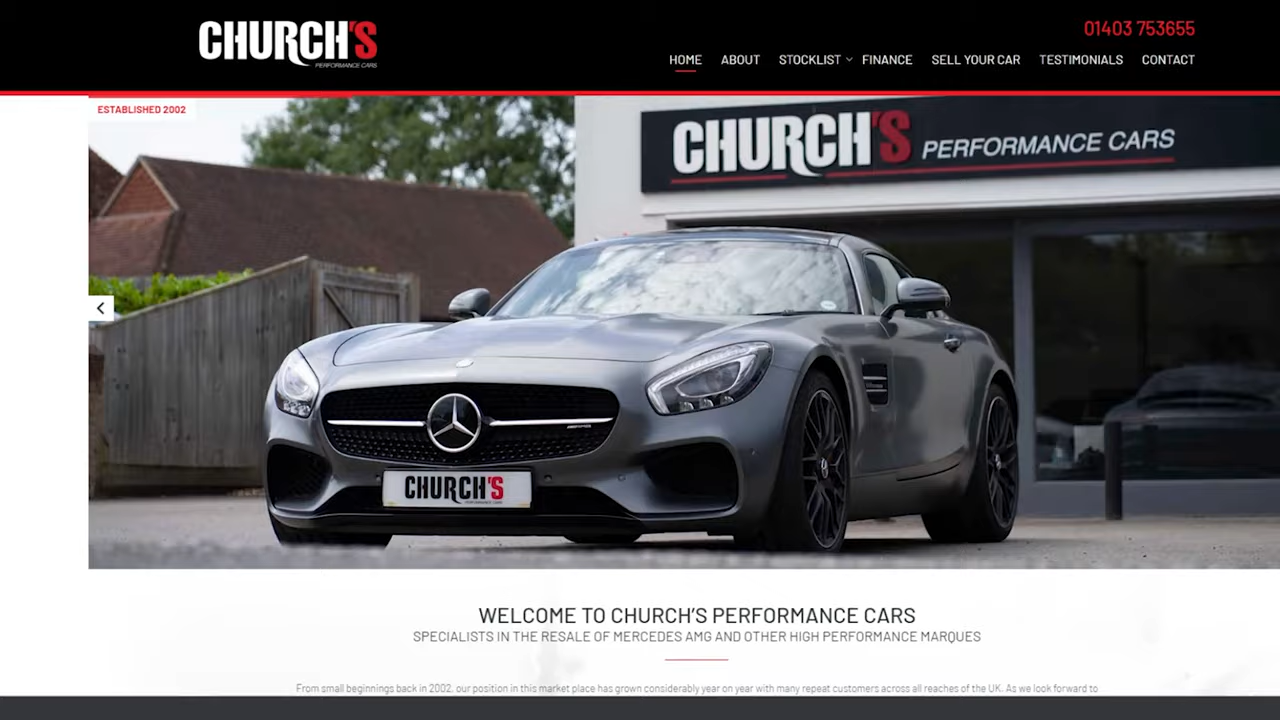 CHURCH'S
PERFORMANCE CARS
01403 753655
HOME ABOUT STOCKLIST FINANCE SELL YOUR CAR TESTIMONIALS CONTACT
ESTABLISHED 2002
CHURCH'S PERFORMANCE CARS
CHURCH'S
WELCOME TO CHURCH'S PERFORMANCE CARS
SPECIALISTS IN THE RESALE OF MERCEDES AMG AND OTHER HIGH PERFORMANCE MARQUES
From small beginnings back in 2002, our position in this market place has grown considerably year on year with many repeat customers across all reaches of the UK. As we look forward to